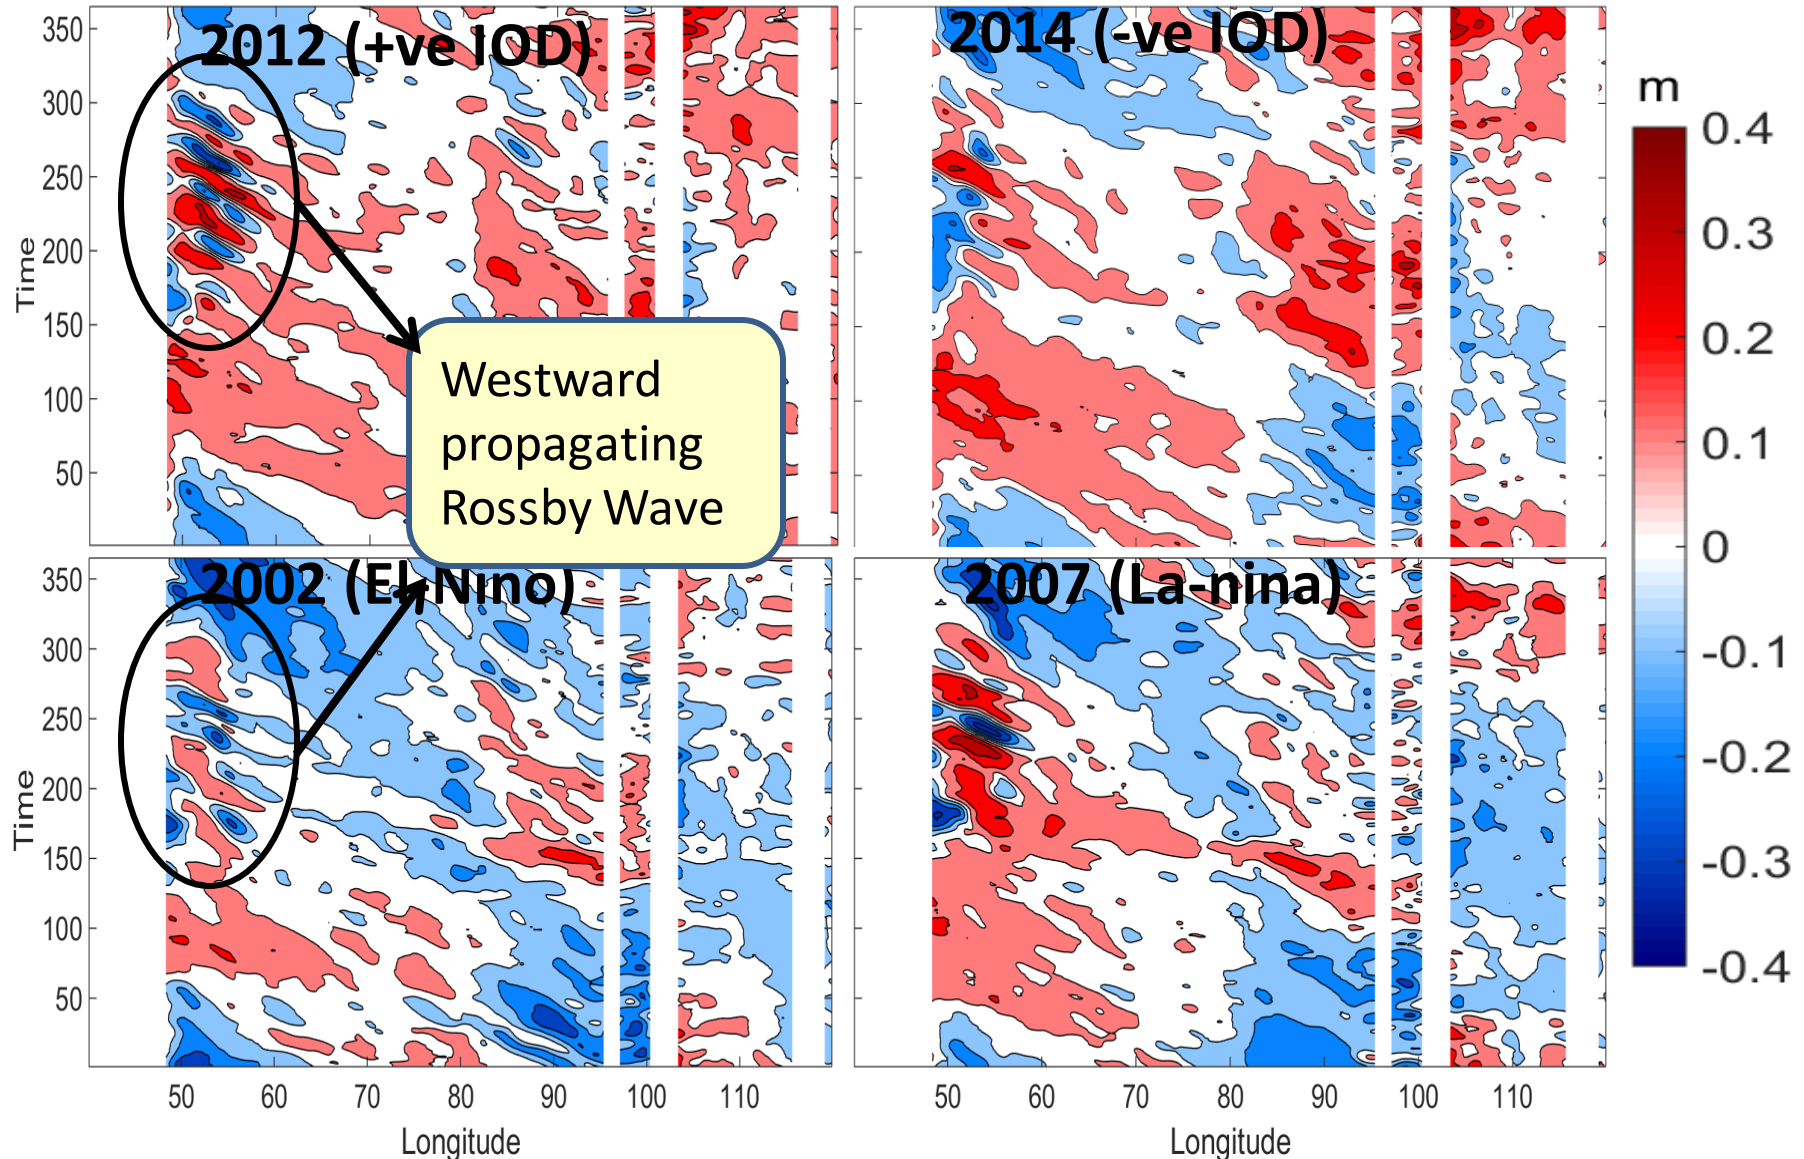 2012 (+ve IOD)
2014 (-ve IOD)
350
300
250
200
150
100
50
Time
Westward
propagating
Rossby Wave
m
0.4
0.3
0.2
0.1
0
-0.1
-0.2
-0.3
-0.4
2002 (El-Nino)
2007 (La-nina)
350
300
250
200
150
100
50
Time
50 60 70 80 90 100 110
50 60 70 80 90 100 110
Longitude
Longitude